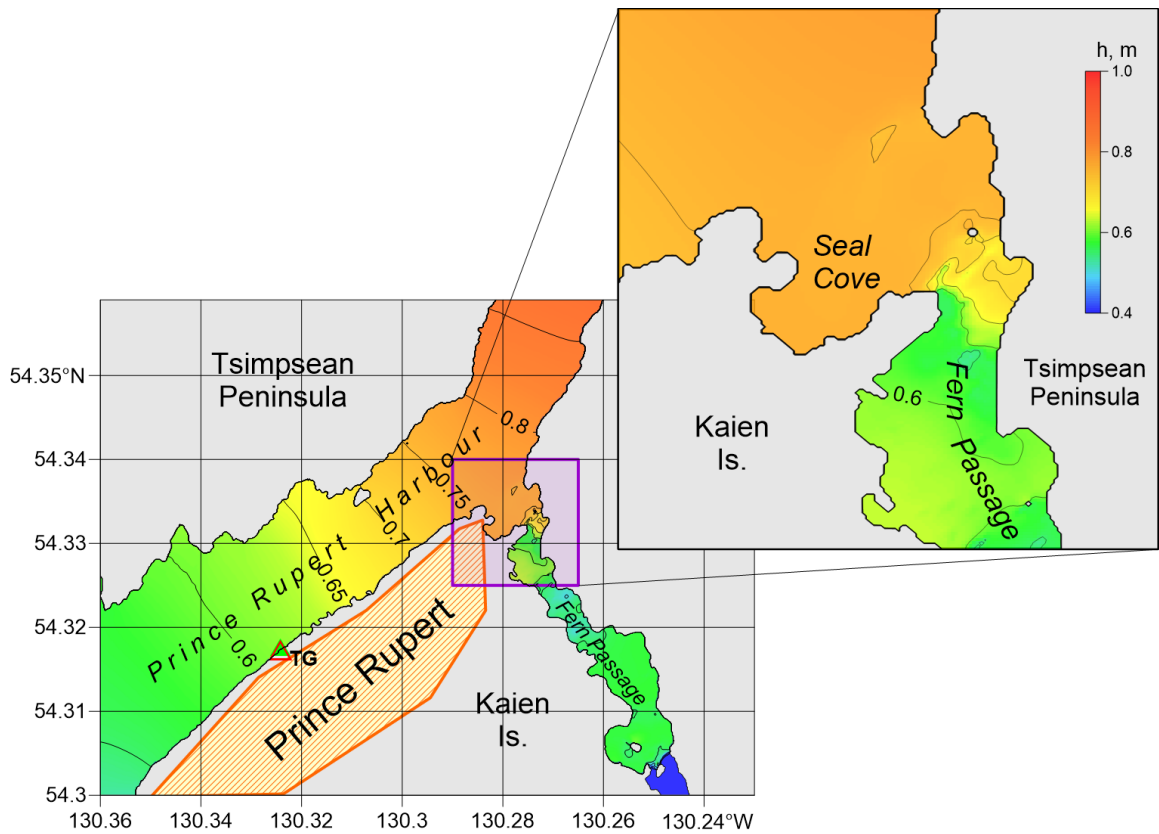 h, m
1.0
0.8
0.6
0.4
Seal
Cove
Tsimpsean
Peninsula
0.6
Fern Passage
Kaien
Is.
Tsimpsean
Peninsula
54.35°N
54.34
54.33
54.32
54.31
54.3
0.8
0.75
0.7
0.65
0.6
Prince Rupert Harbour
TG
Prince Rupert
Fern Passage
Kaien
Is.
130.36
130.34
130.32
130.3
130.28
130.26
130.24°W